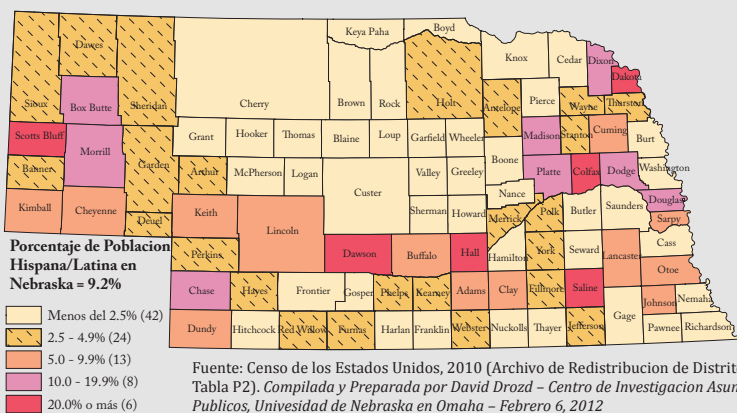 Keya Paha
Boyd
Dawes
Sioux
Sheridan
Box Butte
Cherry
Brown
Rock
Holt
Knox
Cedar
Dixon
Dakota
Antelope
Pierce
Wayne
Thurston
Scotts Bluff
Morrill
Banner
Garden
Grant
Hooker
Thomas
Blaine
Loup
Garfield
Wheeler
Madison
Stanton
Cuming
Burt
Arthur
McPherson
Logan
Custer
Valley
Greeley
Boone
Platte
Colfax
Dodge
Washington
Nance
Kimball
Cheyenne
Deuel
Keith
Lincoln
Sherman
Howard
Merrick
Polk
Butler
Saunders
Douglas
Sarpy
Perkins
Dawson
Buffalo
Hall
Hamilton
York
Seward
Lancaster
Cass
Otoe
Chase
Hayes
Frontier
Gosper
Phelps
Kearney
Adams
Clay
Fillmore
Saline
Johnson
Nemaha
Dundy
Hitchcock
Red Willow
Furnas
Harlan
Franklin
Webster
Nuckolls
Thayer
Jefferson
Gage
Pawnee
Richardson
Porcentaje de Poblacion
Hispana/Latina en
Nebraska = 9.2%
Menos del 2.5% (42)
2.5 - 4.9% (24)
5.0 - 9.9% (13)
10.0 - 19.9% (8)
20.0% o más (6)
Fuente: Censo de los Estados Unidos, 2010 (Archivo de Redistribucion de Distrit
Tabla P2). Compilada y Preparada por David Drozd – Centro de Investigacion Asun
Publicos, Univesidad de Nebraska en Omaha – Febrero 6, 2012